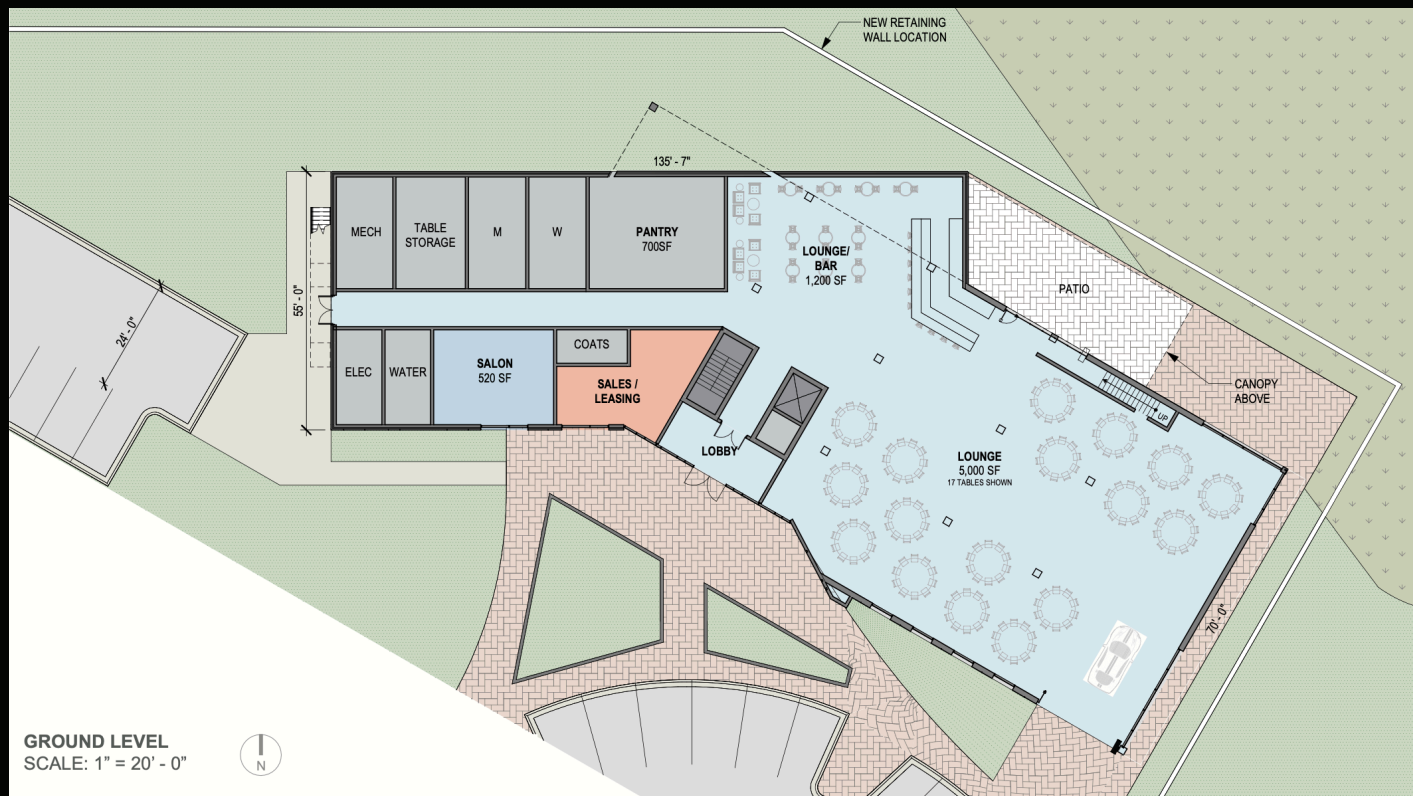 NEW RETAINING
WALL LOCATION
135' - 7"
MECH
TABLE
STORAGE
M
W
PANTRY
700SF
LOUNGE/
BAR
1,200 SF
PATIO
55' - 0"
24' - 0"
ELEC
WATER
SALON
520 SF
COATS
SALES /
LEASING
CANOPY
ABOVE
UP
LOBBY
LOUNGE
5,000 SF
17 TABLES SHOWN
70' - 0"
GROUND LEVEL
SCALE: 1" = 20' - 0"
N